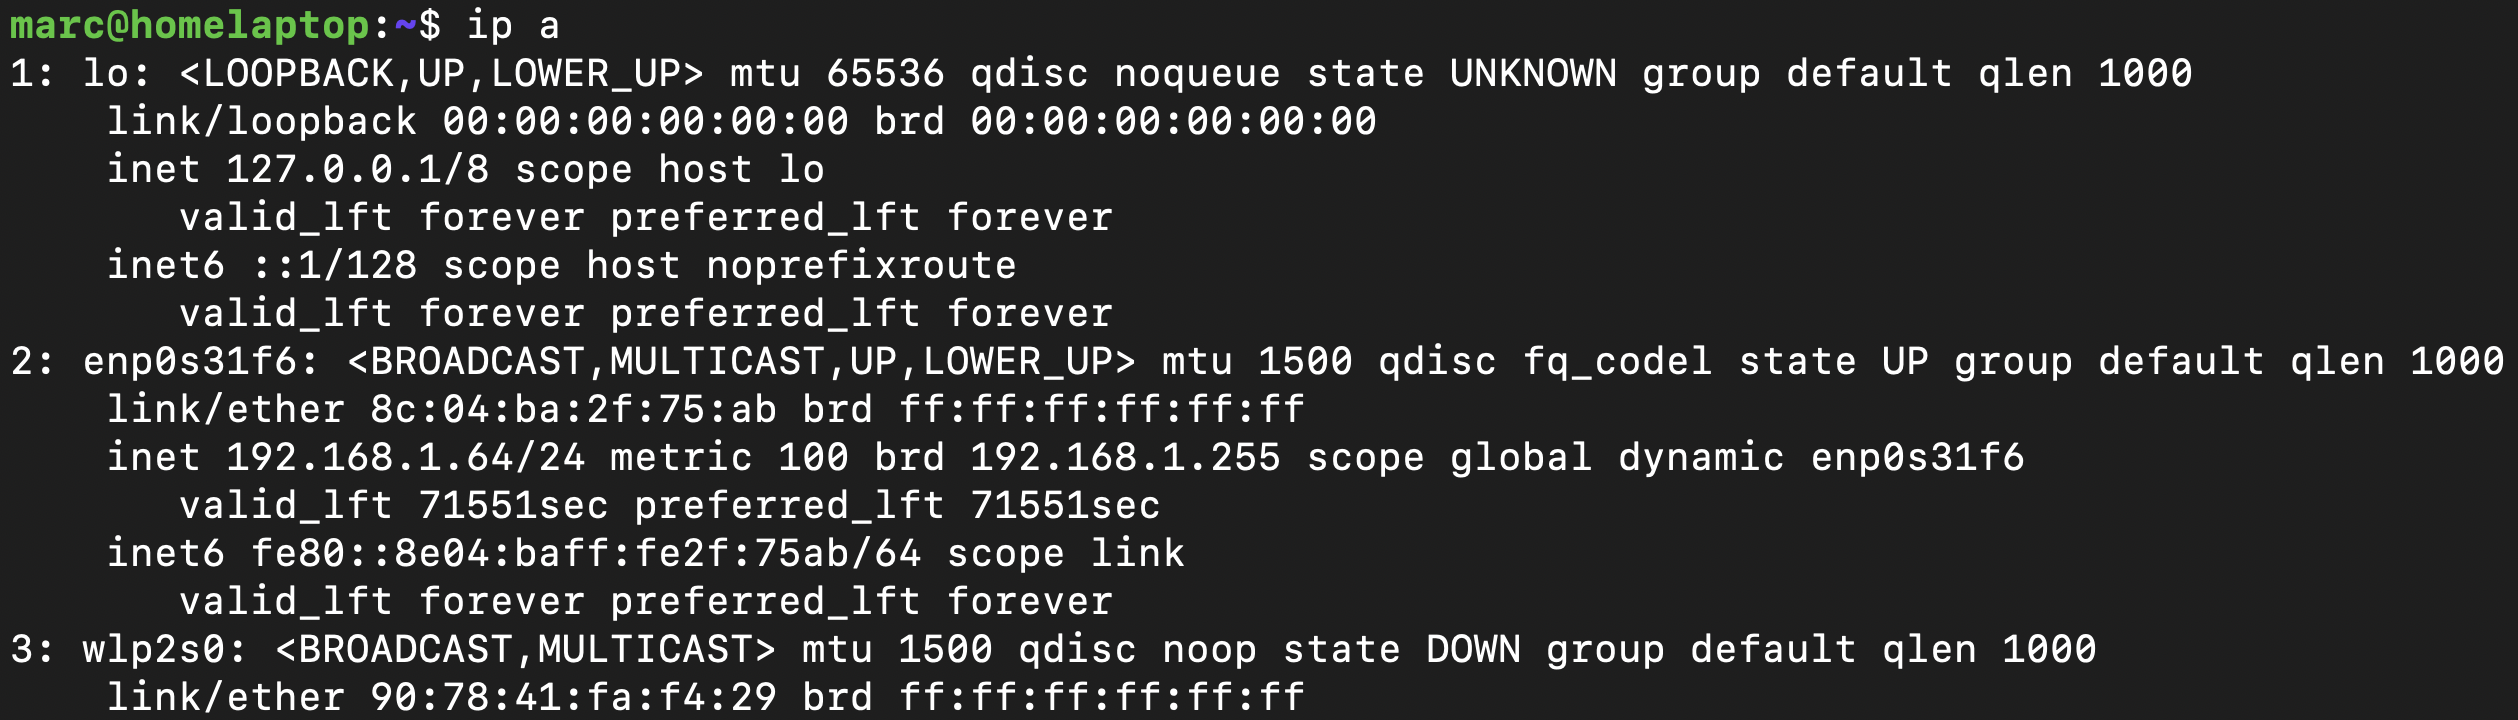 marc@homelaptop:~$ ip a
1: lo: <LOOPBACK,UP,LOWER_UP> mtu 65536 qdisc noqueue state UNKNOWN group default qlen 1000
    link/loopback 00:00:00:00:00:00 brd 00:00:00:00:00:00
    inet 127.0.0.1/8 scope host lo
       valid_lft forever preferred_lft forever
    inet6 ::1/128 scope host noprefixroute
       valid_lft forever preferred_lft forever
2: enp0s31f6: <BROADCAST,MULTICAST,UP,LOWER_UP> mtu 1500 qdisc fq_codel state UP group default qlen 1000
    link/ether 8c:04:ba:2f:75:ab brd ff:ff:ff:ff:ff:ff
    inet 192.168.1.64/24 metric 100 brd 192.168.1.255 scope global dynamic enp0s31f6
       valid_lft 71551sec preferred_lft 71551sec
    inet6 fe80::8e04:baff:fe2f:75ab/64 scope link
       valid_lft forever preferred_lft forever
3: wlp2s0: <BROADCAST,MULTICAST> mtu 1500 qdisc noop state DOWN group default qlen 1000
    link/ether 90:78:41:fa:f4:29 brd ff:ff:ff:ff:ff:ff